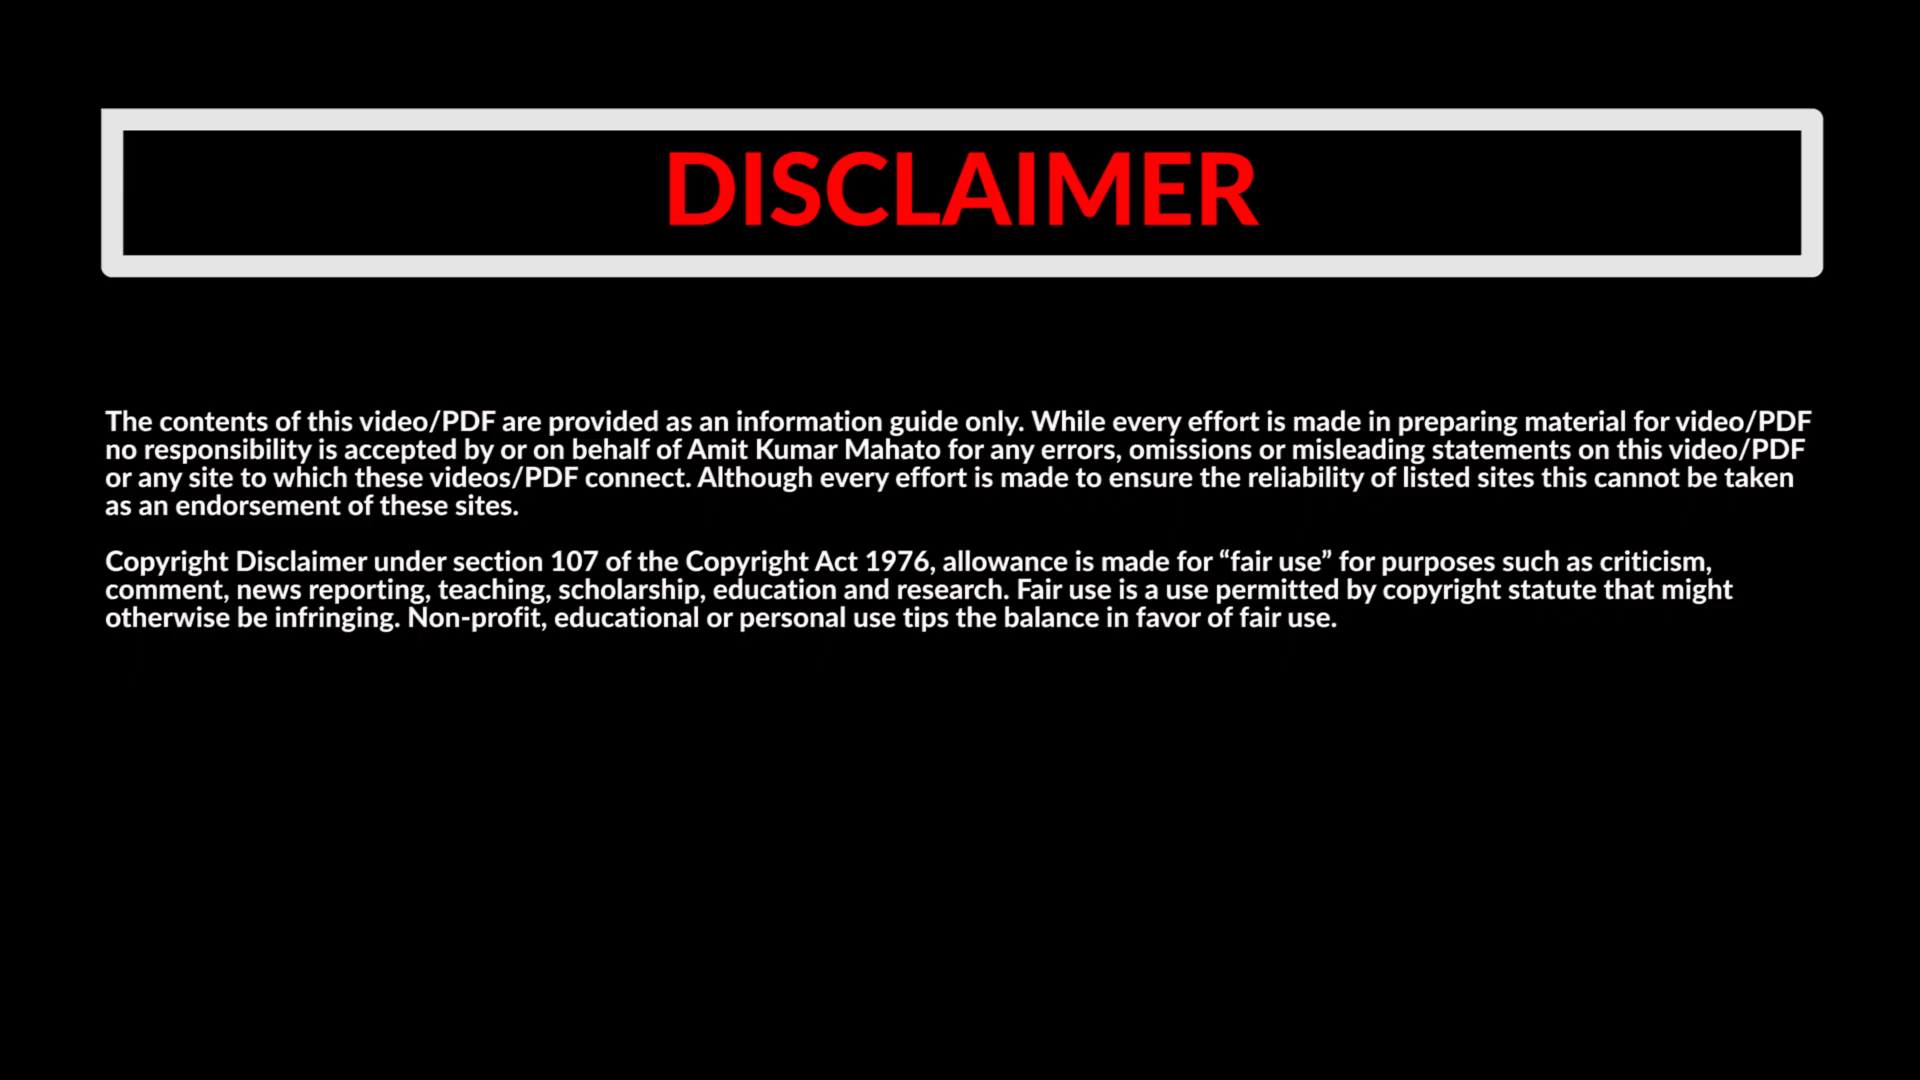 DISCLAIMER
The contents of this video/PDF are provided as an information guide only. While every effort is made in preparing material for video/PDF
no responsibility is accepted by or on behalf of Amit Kumar Mahato for any errors, omissions or misleading statements on this video/PDF
or any site to which these videos/PDF connect. Although every effort is made to ensure the reliability of listed sites this cannot be taken
as an endorsement of these sites.
Copyright Disclaimer under section 107 of the Copyright Act 1976, allowance is made for “fair use” for purposes such as criticism,
comment, news reporting, teaching, scholarship, education and research. Fair use is a use permitted by copyright statute that might
otherwise be infringing. Non-profit, educational or personal use tips the balance in favor of fair use.